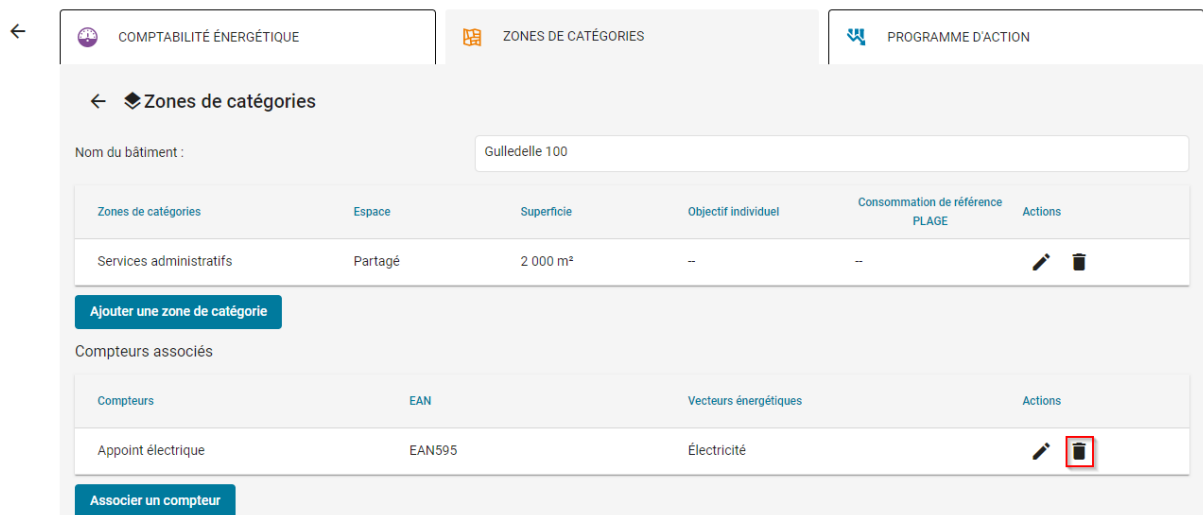 COMPTABILITÉ ÉNERGÉTIQUE ZONES DE CATÉGORIES PROGRAMME D'ACTION
Zones de catégories
Nom du bâtiment : Gulledelle 100
Zones de catégories Espace Superficie Objectif individuel Consommation de référence PLAGE Actions
Services administratifs Partagé 2 000 m² -- -- 
Ajouter une zone de catégorie
Compteurs associés
Compteurs EAN Vecteurs énergétiques Actions
Appoint électrique EAN595 Électricité
Associer un compteur